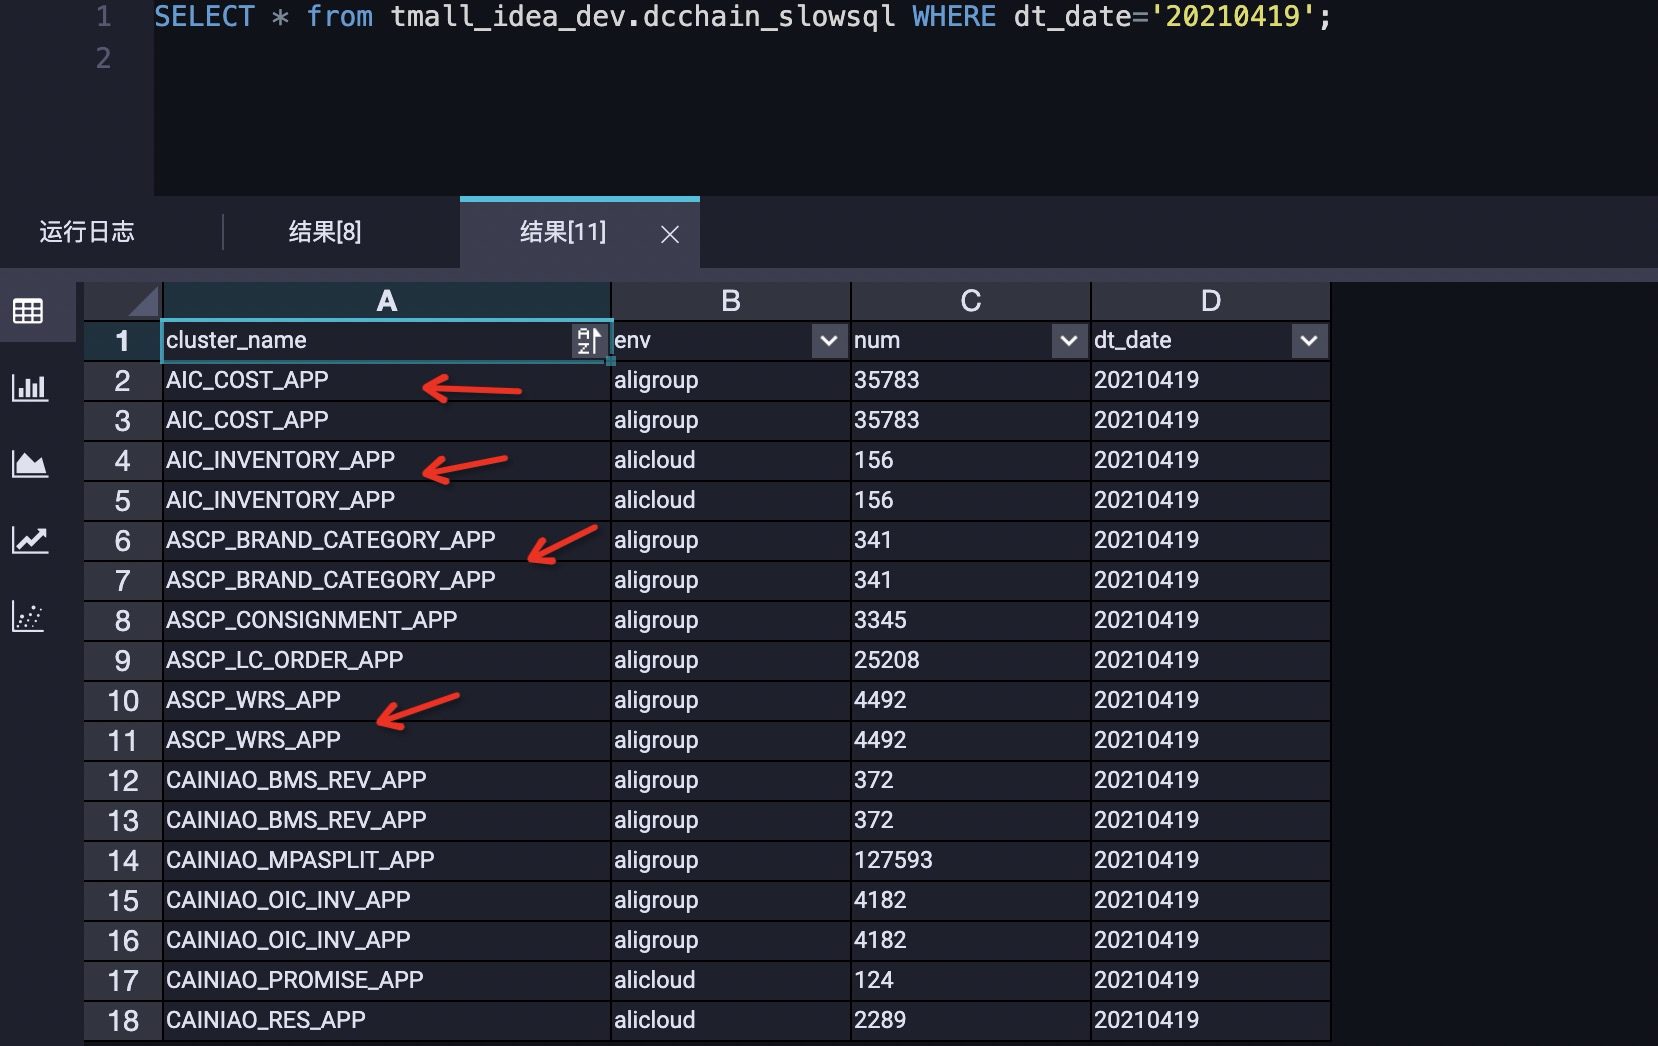 1 SELECT * from tmall_idea_dev.dcchain_slowsql WHERE dt_date='20210419';
2
运行日志 结果[8] 结果[11]
A B C D
1 cluster_name env num dt_date
2 AIC_COST_APP aligroup 35783 20210419
3 AIC_COST_APP aligroup 35783 20210419
4 AIC_INVENTORY_APP alicloud 156 20210419
5 AIC_INVENTORY_APP alicloud 156 20210419
6 ASCP_BRAND_CATEGORY_APP aligroup 341 20210419
7 ASCP_BRAND_CATEGORY_APP aligroup 341 20210419
8 ASCP_CONSIGNMENT_APP aligroup 3345 20210419
9 ASCP_LC_ORDER_APP aligroup 25208 20210419
10 ASCP_WRS_APP aligroup 4492 20210419
11 ASCP_WRS_APP aligroup 4492 20210419
12 CAINIAO_BMS_REV_APP aligroup 372 20210419
13 CAINIAO_BMS_REV_APP aligroup 372 20210419
14 CAINIAO_MPASPLIT_APP aligroup 127593 20210419
15 CAINIAO_OIC_INV_APP aligroup 4182 20210419
16 CAINIAO_OIC_INV_APP aligroup 4182 20210419
17 CAINIAO_PROMISE_APP alicloud 124 20210419
18 CAINIAO_RES_APP alicloud 2289 20210419